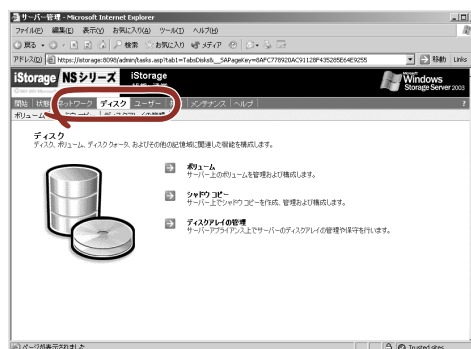 サーバー管理 - Microsoft Internet Explorer
ファイル(F) 編集(E) 表示(V) お気に入り(A) ツール(T) ヘルプ(H)
戻る 検索 お気に入り メディア
アドレス(D) https://istorage:8098/admin/tasks.asp?tab1=TabsDisks&__SAPageKey=8AFC778920AC91128F435285E64E9255 移動 Links
iStorage NSシリーズ iStorage
Microsoft Windows Storage Server 2003
開始 状態 ネットワーク ディスク ユーザー メンテナンス ヘルプ ?
ボリューム ディスクアレイの管理
ディスク
ディスク、ボリューム、ディスク クォータ、およびその他の記憶域に関連した機能を構成します。
ボリューム
サーバー上のボリュームを管理および構成します。
シャドウ コピー
サーバー上でシャドウ コピーを作成、管理および構成します。
ディスクアレイの管理
サーバーアプライアンス上でサーバーのディスクアレイの管理や保守を行います。
ページが表示されました Trusted sites